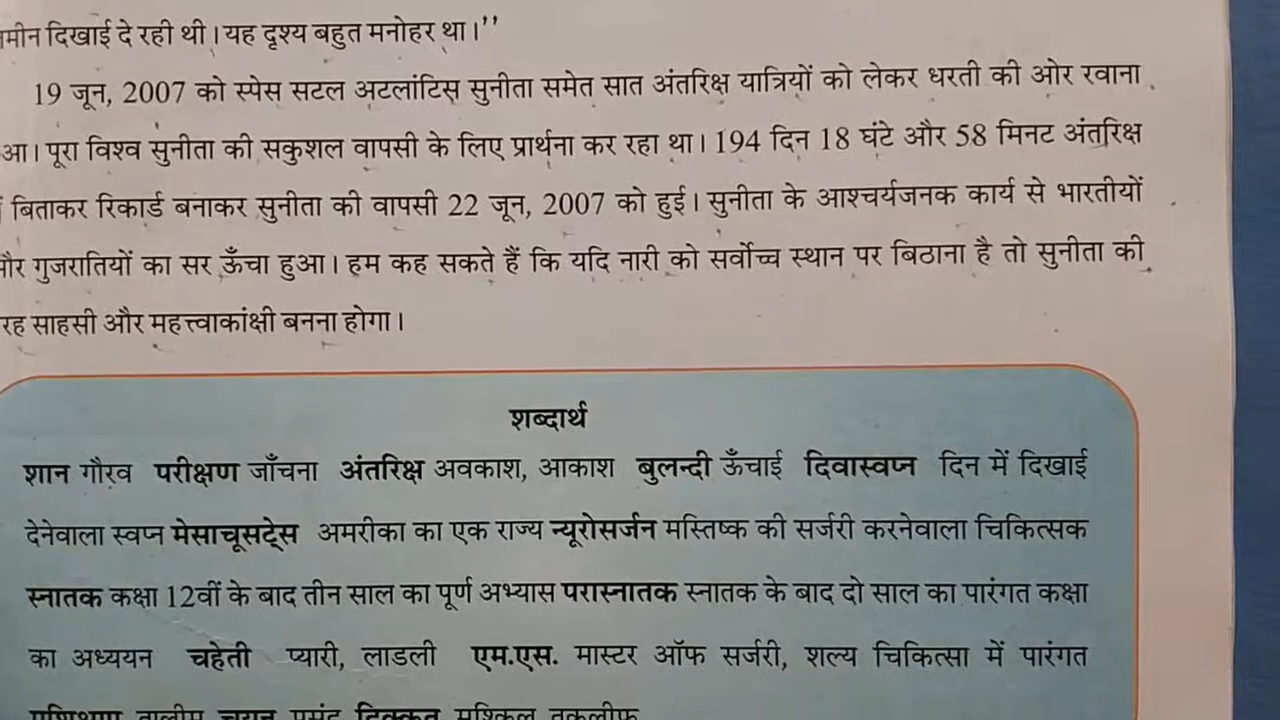 दिखाई दे रही थी। यह दृश्य बहुत मनोहर था।’’
19 जून, 2007 को स्पेस सटल अटलांटिस सुनीता समेत सात अंतरिक्ष यात्रियों को लेकर धरती की ओर रवाना
पूरा विश्व सुनीता की सकुशल वापसी के लिए प्रार्थना कर रहा था। 194 दिन 18 घंटे और 58 मिनट अंतरिक्ष
बिताकर रिकार्ड बनाकर सुनीता की वापसी 22 जून, 2007 को हुई। सुनीता के आश्चर्यजनक कार्य से भारतीयों
गुजरातियों का सर ऊँचा हुआ। हम कह सकते हैं कि यदि नारी को सर्वोच्च स्थान पर बिठाना है तो सुनीता की
साहसी और महत्त्वाकांक्षी बनना होगा।
शब्दार्थ
शान गौरव परीक्षण जाँचना अंतरिक्ष अवकाश, आकाश बुलन्दी ऊँचाई दिवास्वप्न दिन में दिखाई
देनेवाला स्वप्न मेसाचूसट्रेस अमरीका का एक राज्य न्यूरोसर्जन मस्तिष्क की सर्जरी करनेवाला चिकित्सक
स्नातक कक्षा 12वीं के बाद तीन साल का पूर्ण अभ्यास परास्नातक स्नातक के बाद दो साल का पारंगत कक्षा
का अध्ययन चहेती प्यारी, लाडली एम.एस. मास्टर ऑफ सर्जरी, शल्य चिकित्सा में पारंगत